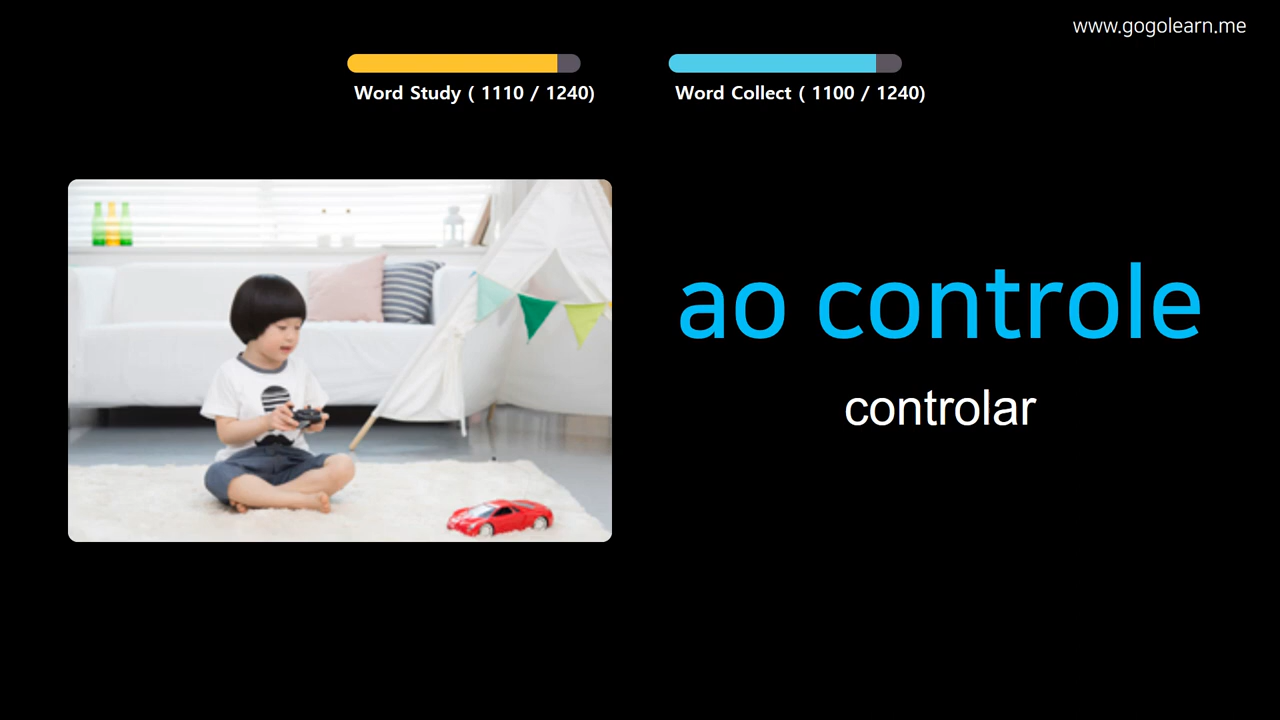 www.gogolearn.me
Word Study ( 1110 / 1240)
Word Collect ( 1100 / 1240)
ao controle
controlar